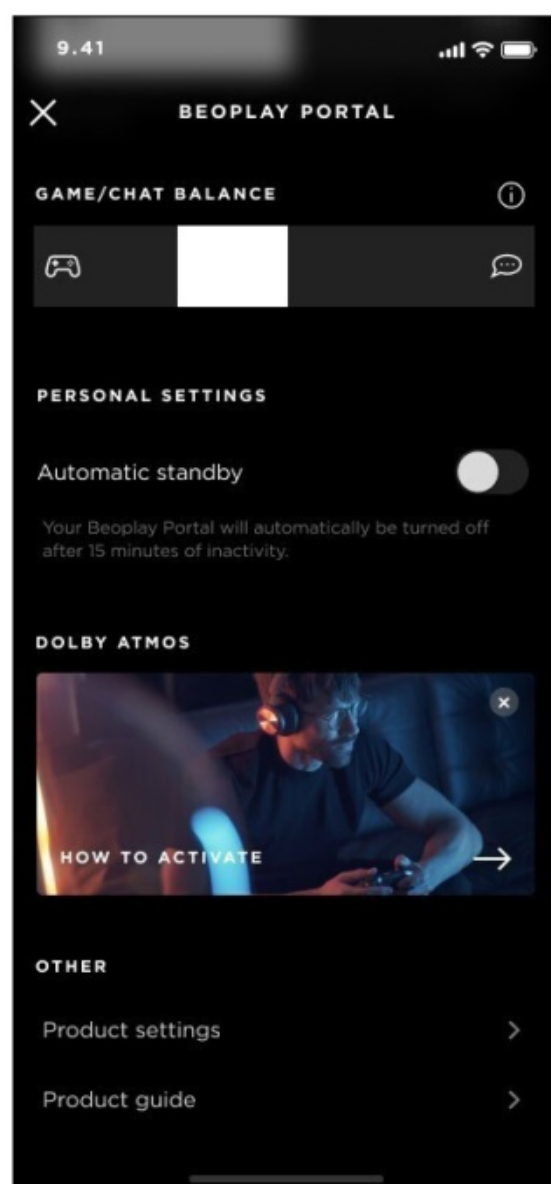 9.41
BEOPLAY PORTAL
GAME/CHAT BALANCE
PERSONAL SETTINGS
Automatic standby
Your Beoplay Portal will automatically be turned off
after 15 minutes of inactivity.
DOLBY ATMOS
HOW TO ACTIVATE
OTHER
Product settings
Product guide